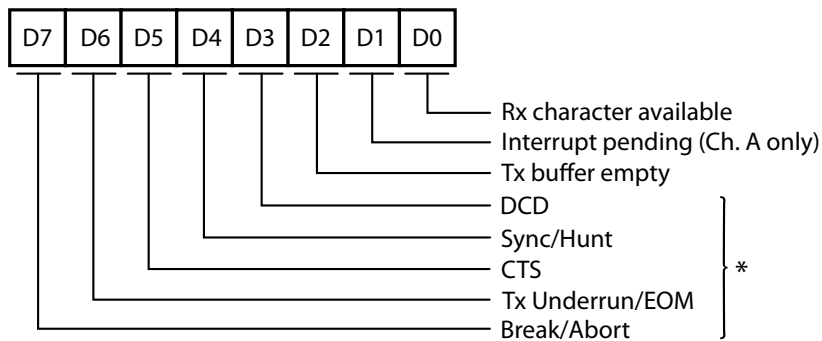 D7 D6 D5 D4 D3 D2 D1 D0
Rx character available
Interrupt pending (Ch. A only)
Tx buffer empty
DCD
Sync/Hunt
CTS
*
Tx Underrun/EOM
Break/Abort